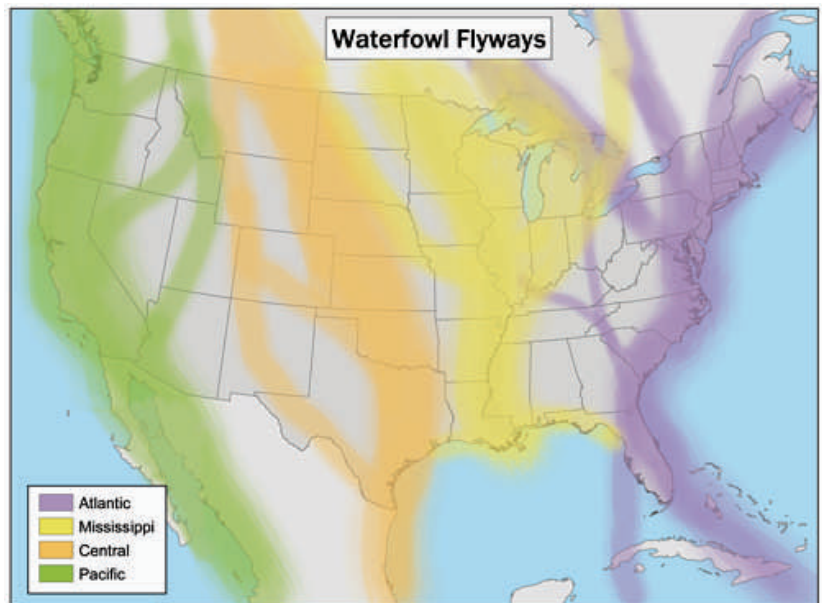 Waterfowl Flyways
Atlantic
Mississippi
Central
Pacific